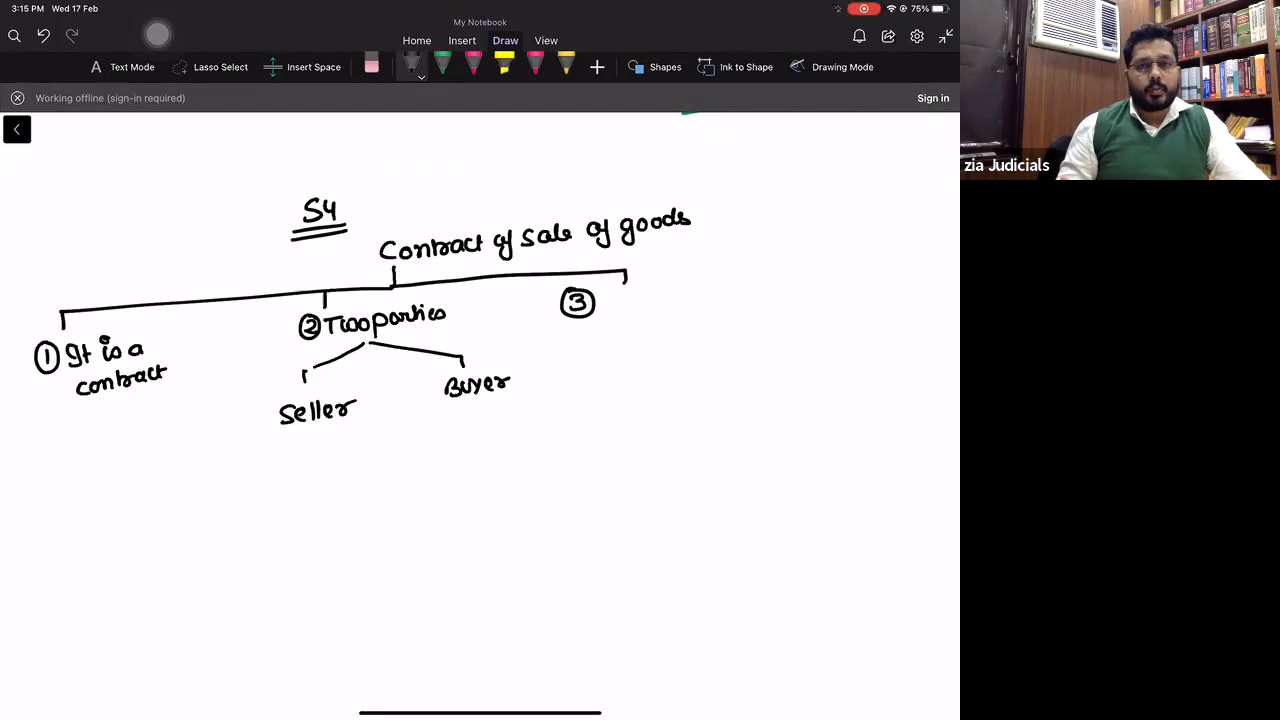 3:15 PM Wed 17 Feb
75%
My Notebook
Home Insert Draw View
A Text Mode Lasso Select Insert Space Shapes Ink to Shape Drawing Mode
Working offline (sign-in required) Sign in
zia Judicials
S4
Contract of sale of goods
① It is a
contract
② Two parties
③
Seller
Buyer